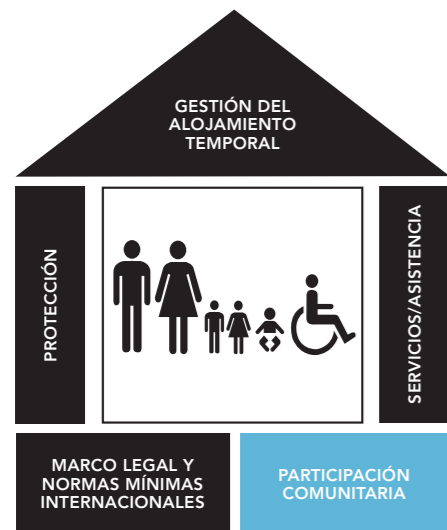 GESTIÓN DEL
ALOJAMIENTO
TEMPORAL
PROTECCIÓN
SERVICIOS/ASISTENCIA
MARCO LEGAL Y
NORMAS MÍNIMAS
INTERNACIONALES
PARTICIPACIÓN
COMUNITARIA